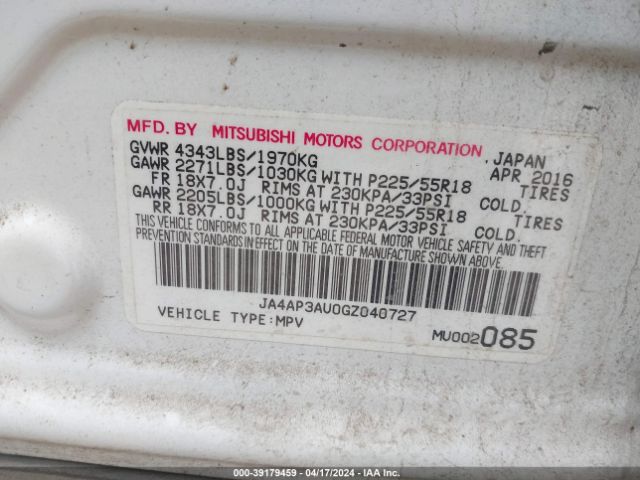 MFD. BY MITSUBISHI MOTORS CORPORATION, JAPAN
GVWR 4343LBS/1970KG APR 2016
GAWR 2271LBS/1030KG WITH P225/55R18 TIRES
FR 18X7.0J RIMS AT 230KPA/33PSI COLD.
GAWR 2205LBS/1000KG WITH P225/55R18 TIRES
RR 18X7.0J RIMS AT 230KPA/33PSI COLD.
THIS VEHICLE CONFORMS TO ALL APPLICABLE FEDERAL MOTOR VEHICLE SAFETY AND THEFT
PREVENTION STANDARDS IN EFFECT ON THE DATE OF MANUFACTURE SHOWN ABOVE.
JA4AP3AU0GZ040727
VEHICLE TYPE:MPV MU002085
000-39179459 - 04/17/2024 - IAA Inc.